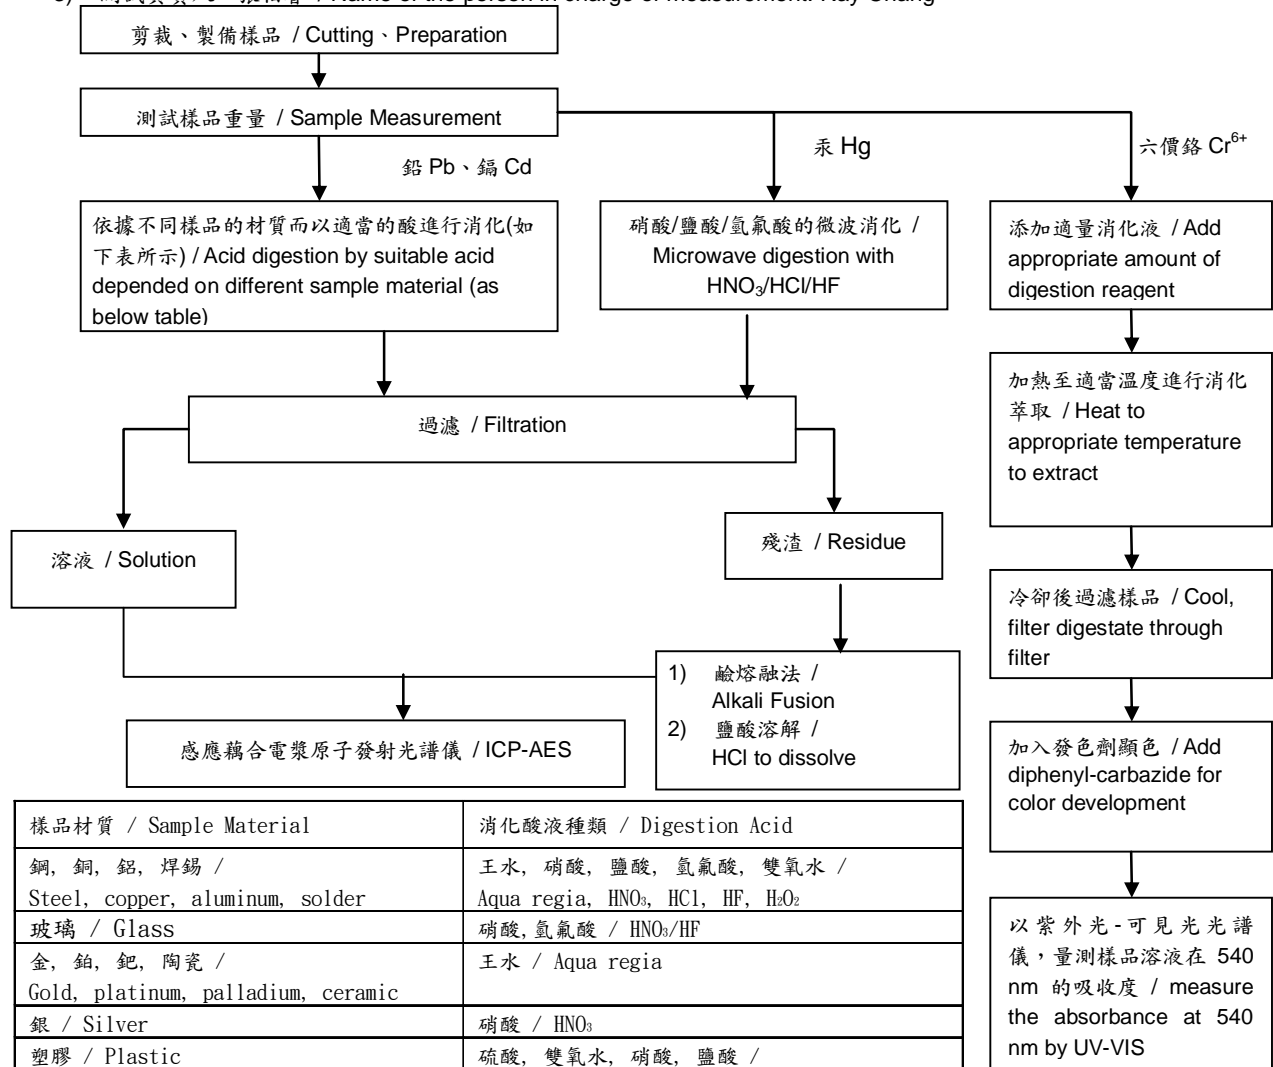 Name of the person in charge of measurement: Ray Chang
剪裁、製備樣品 / Cutting、Preparation
測試樣品重量 / Sample Measurement
鉛 Pb、鎘 Cd
汞 Hg
六價鉻 Cr6+
依據不同樣品的材質而以適當的酸進行消化(如
下表所示) / Acid digestion by suitable acid
depended on different sample material (as
below table)
硝酸/鹽酸/氫氟酸的微波消化 /
Microwave digestion with
HNO3/HCl/HF
添加適量消化液 / Add
appropriate amount of
digestion reagent
加熱至適當溫度進行消化
萃取 / Heat to
appropriate temperature
to extract
過濾 / Filtration
溶液 / Solution
殘渣 / Residue
冷卻後過濾樣品 / Cool,
filter digestate through
filter
1) 鹼熔融法 /
Alkali Fusion
2) 鹽酸溶解 /
HCl to dissolve
感應藕合電漿原子發射光譜儀 / ICP-AES
加入發色劑顯色 / Add
diphenyl-carbazide for
color development
以紫外光-可見光光譜
儀，量測樣品溶液在 540
nm 的吸收度 / measure
the absorbance at 540
nm by UV-VIS
樣品材質 / Sample Material
消化酸液種類 / Digestion Acid
鋼, 銅, 鋁, 焊錫 /
Steel, copper, aluminum, solder
王水, 硝酸, 鹽酸, 氫氟酸, 雙氧水 /
Aqua regia, HNO3, HCl, HF, H2O2
玻璃 / Glass
硝酸,氫氟酸 / HNO3/HF
金, 鉑, 鈀, 陶瓷 /
Gold, platinum, palladium, ceramic
王水 / Aqua regia
銀 / Silver
硝酸 / HNO3
塑膠 / Plastic
硫酸, 雙氧水, 硝酸, 鹽酸 /